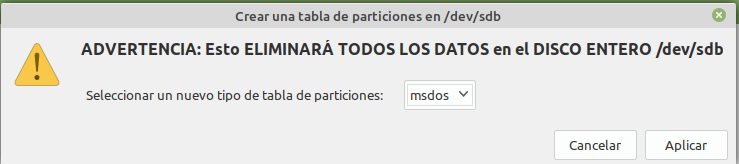 Crear una tabla de particiones en /dev/sdb
ADVERTENCIA: Esto ELIMINARÁ TODOS LOS DATOS en el DISCO ENTERO /dev/sdb
Seleccionar un nuevo tipo de tabla de particiones: msdos
Cancelar Aplicar